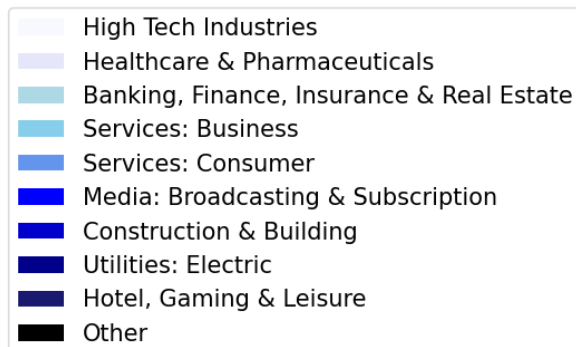 High Tech Industries
Healthcare & Pharmaceuticals
Banking, Finance, Insurance & Real Estate
Services: Business
Services: Consumer
Media: Broadcasting & Subscription
Construction & Building
Utilities: Electric
Hotel, Gaming & Leisure
Other